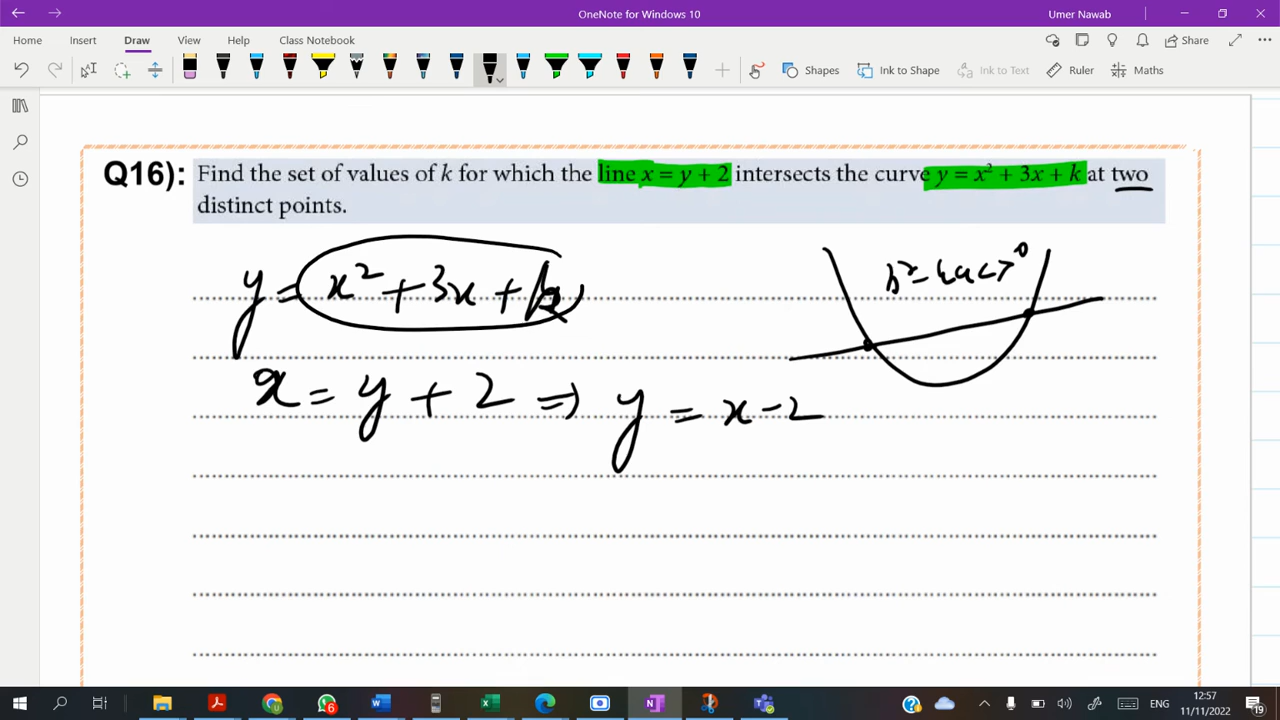 OneNote for Windows 10
Umer Nawab
Home Insert Draw View Help Class Notebook
Share
Shapes Ink to Shape Ink to Text Ruler Maths
Q16): Find the set of values of k for which the line x = y + 2 intersects the curve y = x² + 3x + k at two
distinct points.
y = x² + 3x + k
b² - 4ac > 0
x = y + 2 ⇒ y = x - 2
6
ENG
12:57
11/11/2022
19